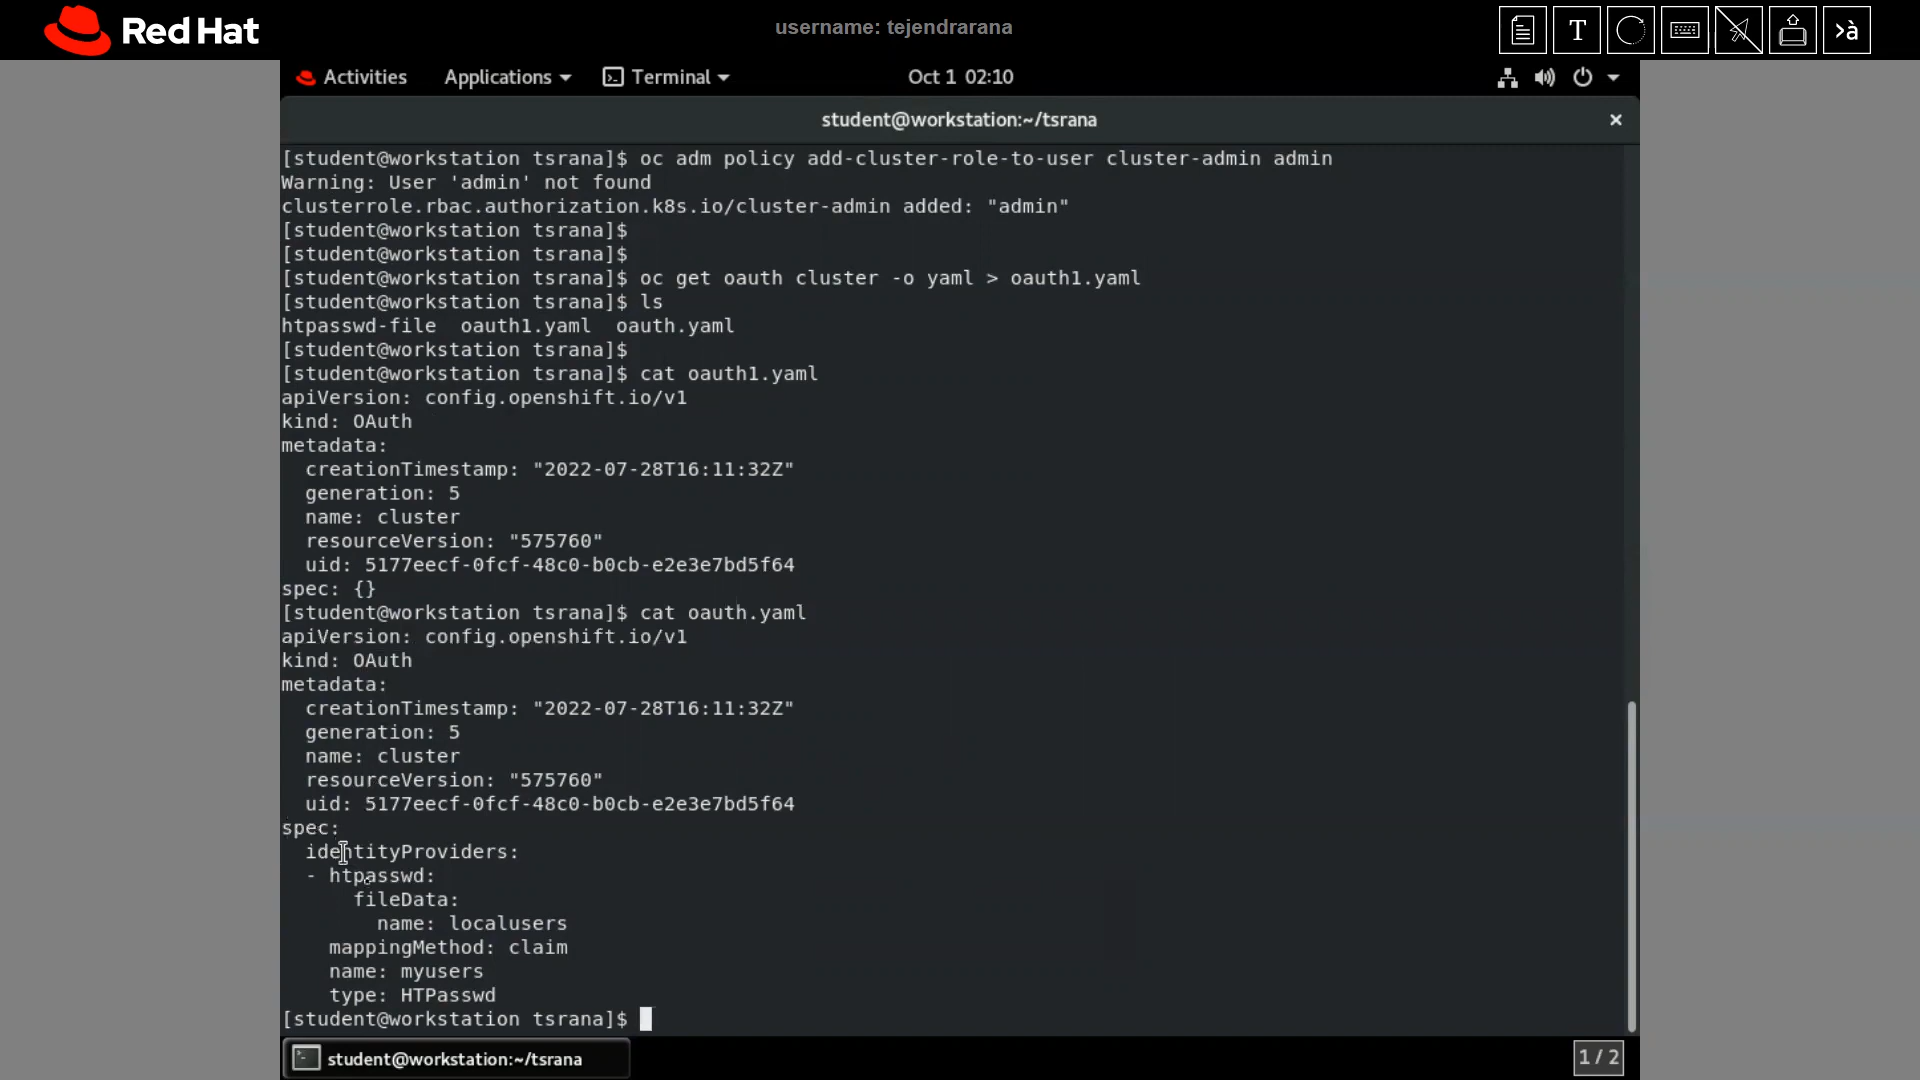 Red Hat
username: tejendrarana
T
>à
Activities Applications Terminal Oct 1 02:10
student@workstation:~/tsrana ×
[student@workstation tsrana]$ oc adm policy add-cluster-role-to-user cluster-admin admin
Warning: User 'admin' not found
clusterrole.rbac.authorization.k8s.io/cluster-admin added: "admin"
[student@workstation tsrana]$
[student@workstation tsrana]$
[student@workstation tsrana]$ oc get oauth cluster -o yaml > oauth1.yaml
[student@workstation tsrana]$ ls
htpasswd-file  oauth1.yaml  oauth.yaml
[student@workstation tsrana]$
[student@workstation tsrana]$ cat oauth1.yaml
apiVersion: config.openshift.io/v1
kind: OAuth
metadata:
  creationTimestamp: "2022-07-28T16:11:32Z"
  generation: 5
  name: cluster
  resourceVersion: "575760"
  uid: 5177eecf-0fcf-48c0-b0cb-e2e3e7bd5f64
spec: {}
[student@workstation tsrana]$ cat oauth.yaml
apiVersion: config.openshift.io/v1
kind: OAuth
metadata:
  creationTimestamp: "2022-07-28T16:11:32Z"
  generation: 5
  name: cluster
  resourceVersion: "575760"
  uid: 5177eecf-0fcf-48c0-b0cb-e2e3e7bd5f64
spec:
  identityProviders:
  - htpasswd:
      fileData:
        name: localusers
    mappingMethod: claim
    name: myusers
    type: HTPasswd
[student@workstation tsrana]$
student@workstation:~/tsrana 1 / 2